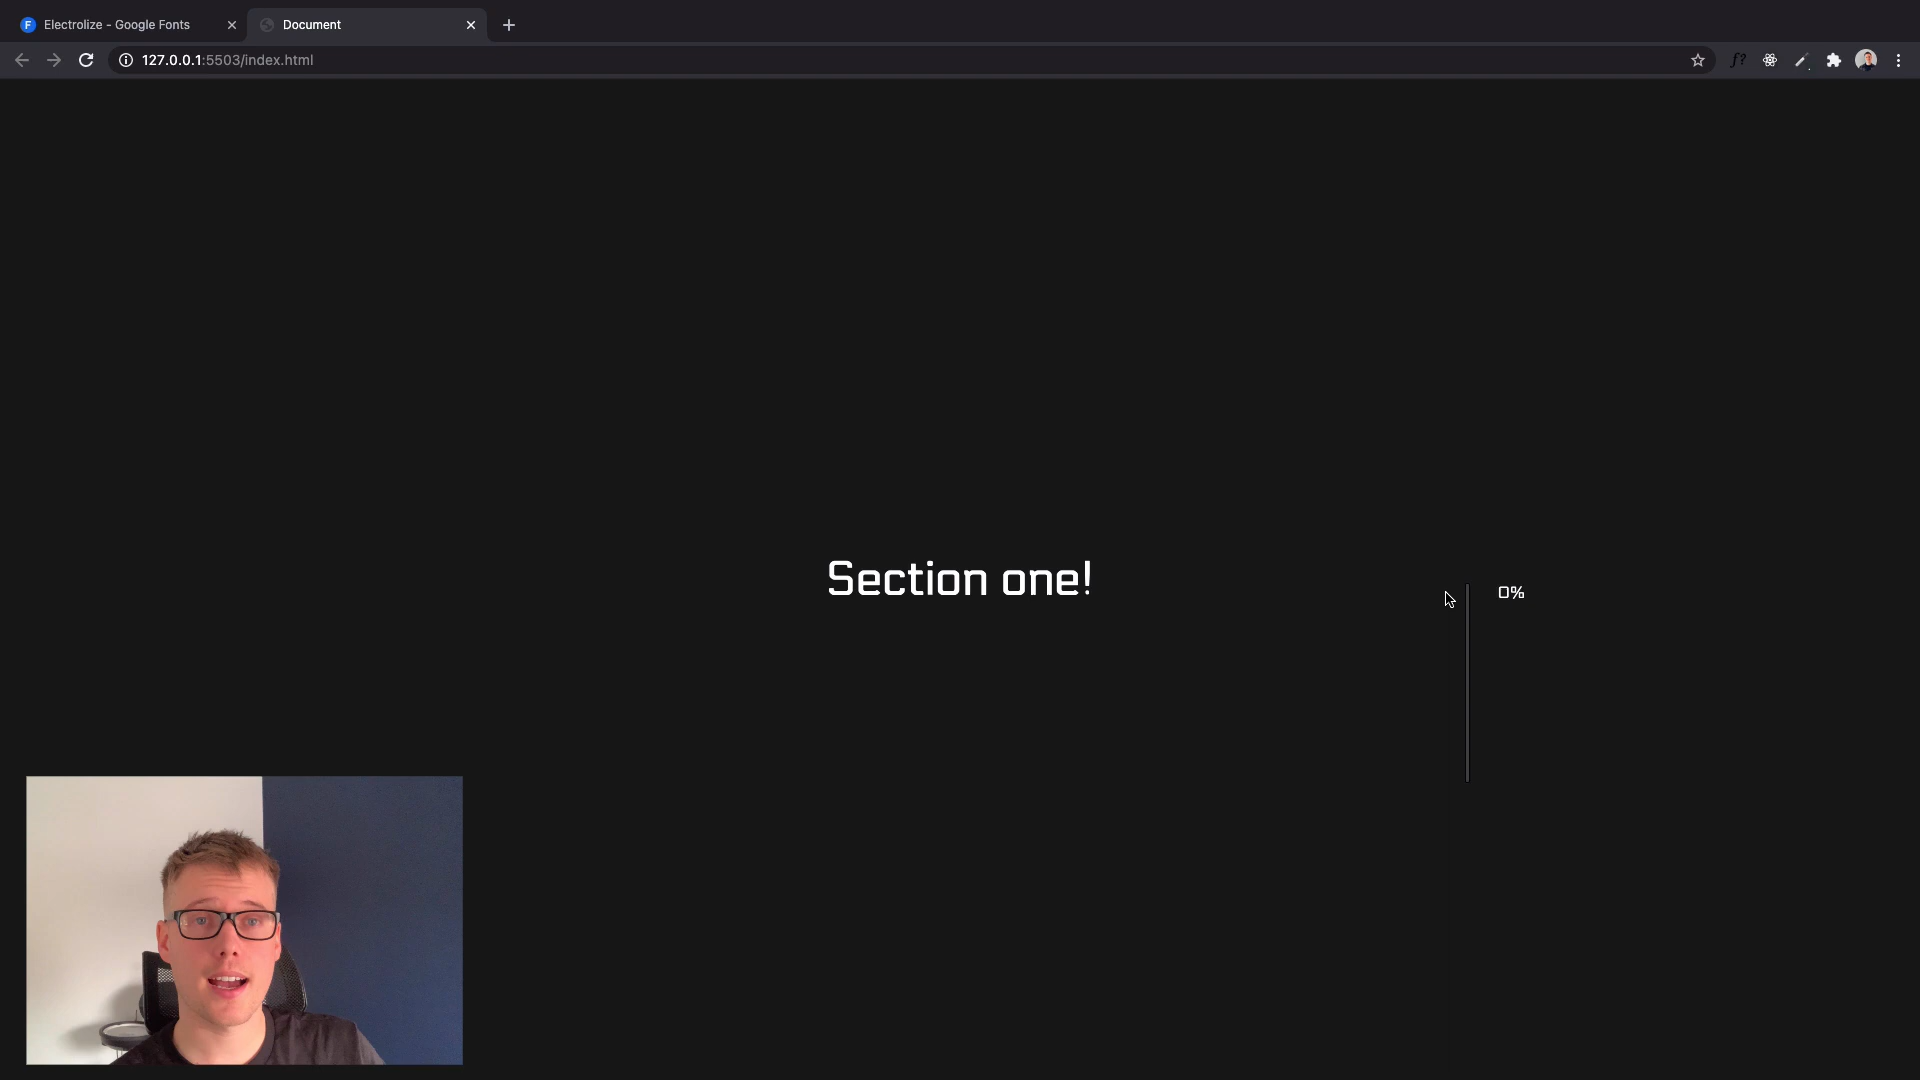 Electrolize - Google Fonts
Document
127.0.0.1:5503/index.html
f?
Section one!
0%